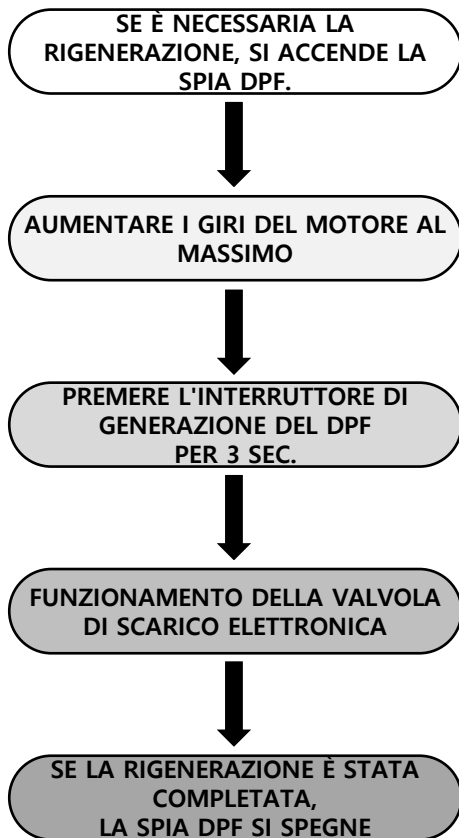 SE È NECESSARIA LA
RIGENERAZIONE, SI ACCENDE LA
SPIA DPF.
AUMENTARE I GIRI DEL MOTORE AL
MASSIMO
PREMERE L'INTERRUTTORE DI
GENERAZIONE DEL DPF
PER 3 SEC.
FUNZIONAMENTO DELLA VALVOLA
DI SCARICO ELETTRONICA
SE LA RIGENERAZIONE È STATA
COMPLETATA,
LA SPIA DPF SI SPEGNE